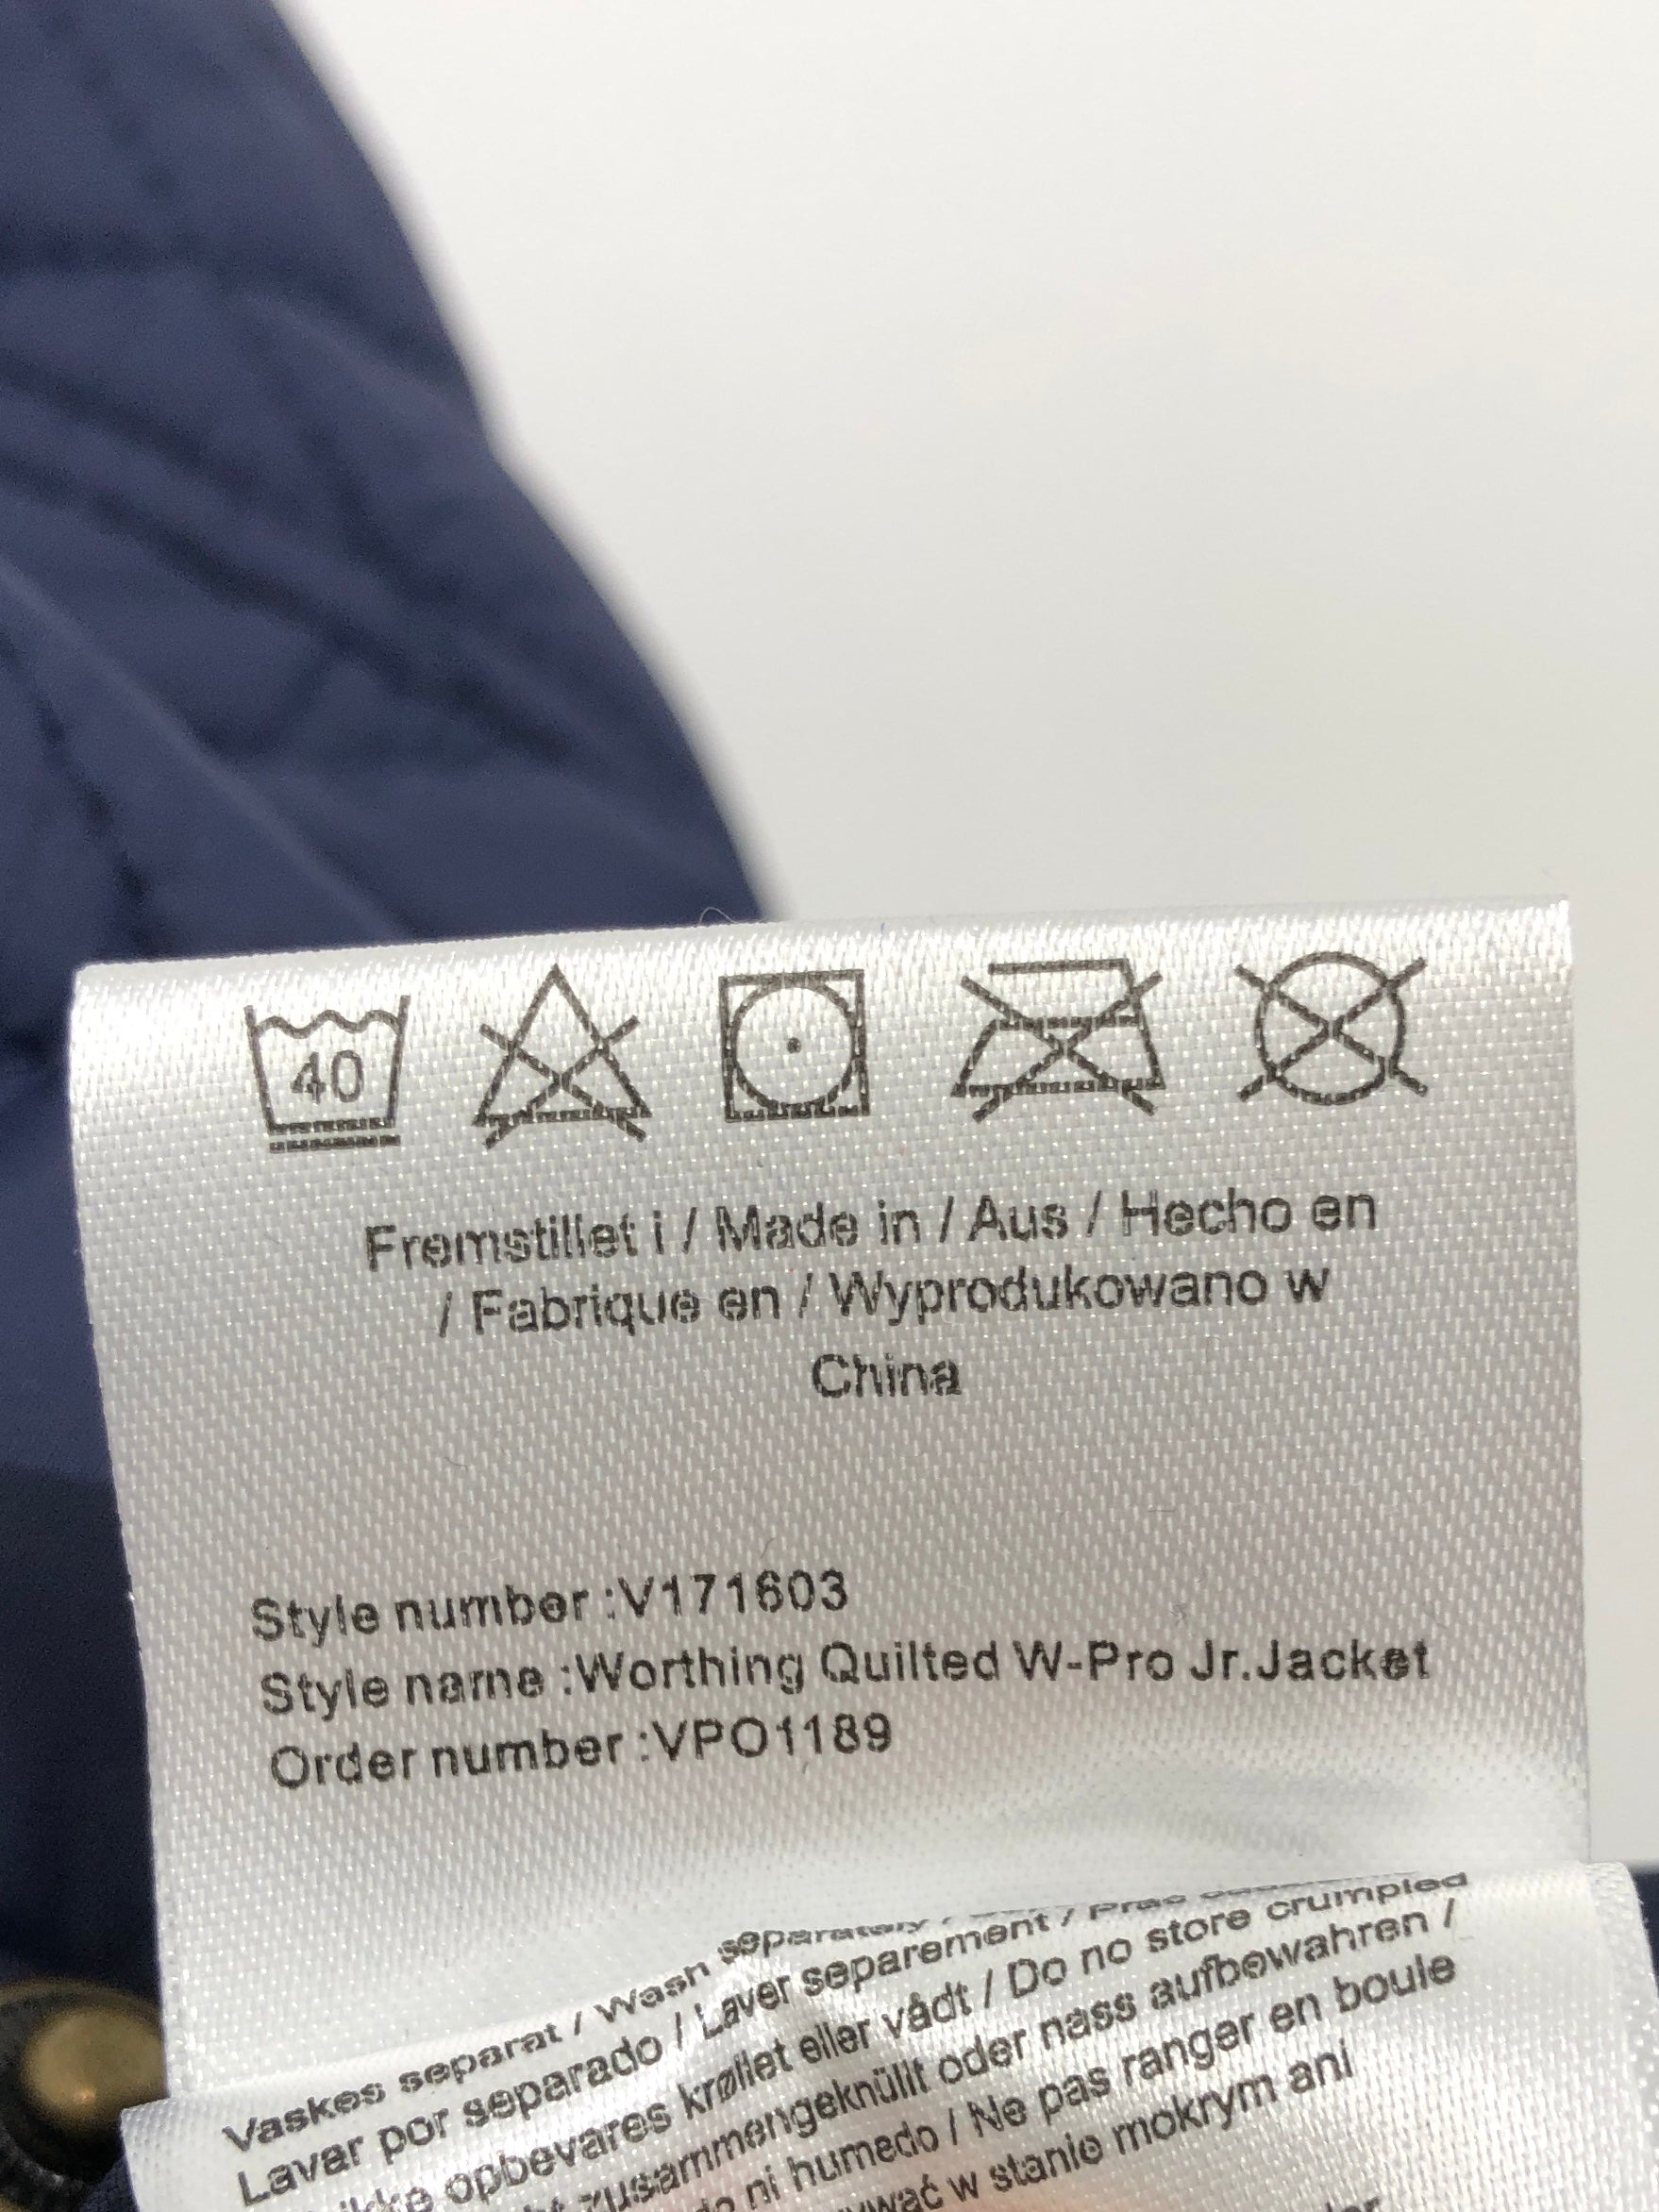 40
Fremstillet i / Made in / Aus / Hecho en
/ Fabrique en / Wyprodukowano w
China
Style number :V171603
Style name :Worthing Quilted W-Pro Jr.Jacket
Order number :VPO1189
Vaskes separat / Wash separately /
Lavar por separado / Laver separement /
opbevares krøllet eller vådt / Do no store crumpled
zusammengeknüllt oder nass aufbowahren /
ni humedo / Ne pas ranger en boule
w stanie mokrym ani